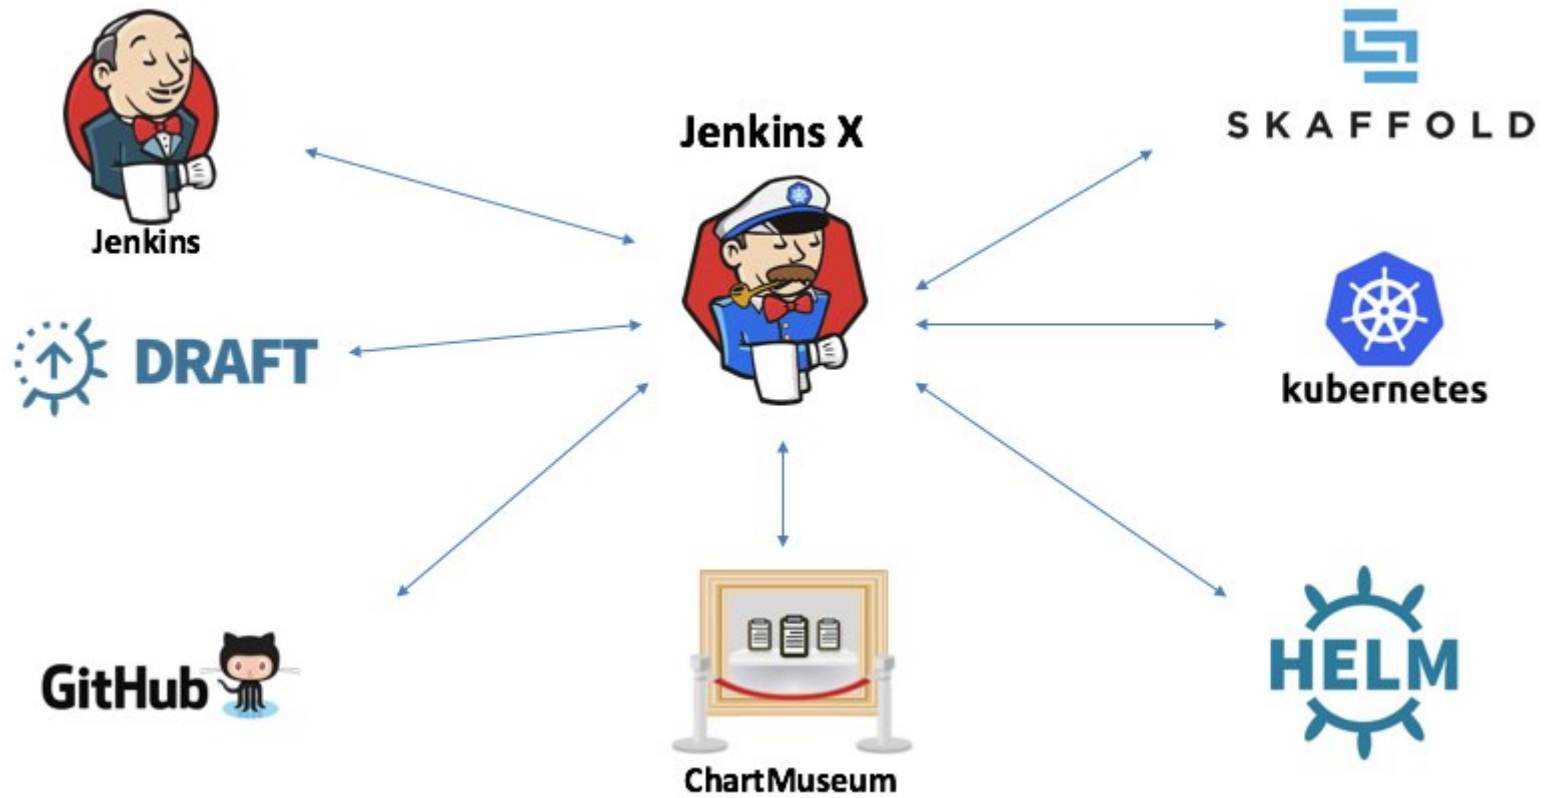 Jenkins X
SKAFFOLD
Jenkins
DRAFT
kubernetes
GitHub
HELM
ChartMuseum